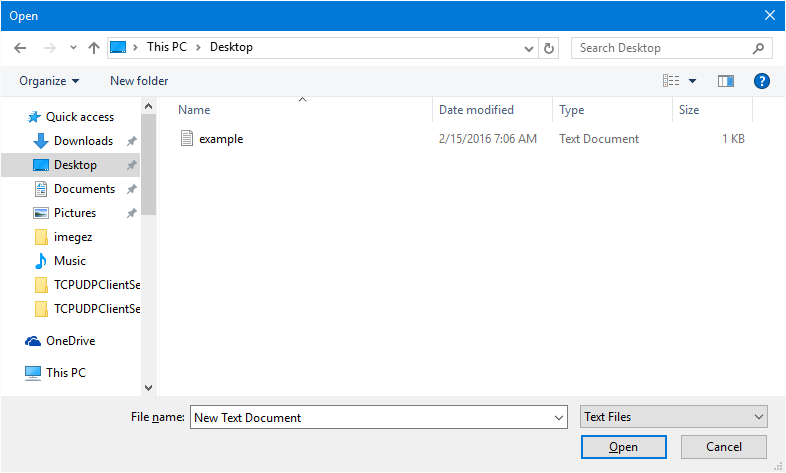 Open
This PC Desktop
Search Desktop
Organize New folder
Name Date modified Type Size
example 2/15/2016 7:06 AM Text Document 1 KB
Quick access
Downloads
Desktop
Documents
Pictures
imegez
Music
TCPUDPClientSe
TCPUDPClientSe
OneDrive
This PC
File name: New Text Document Text Files
Open Cancel